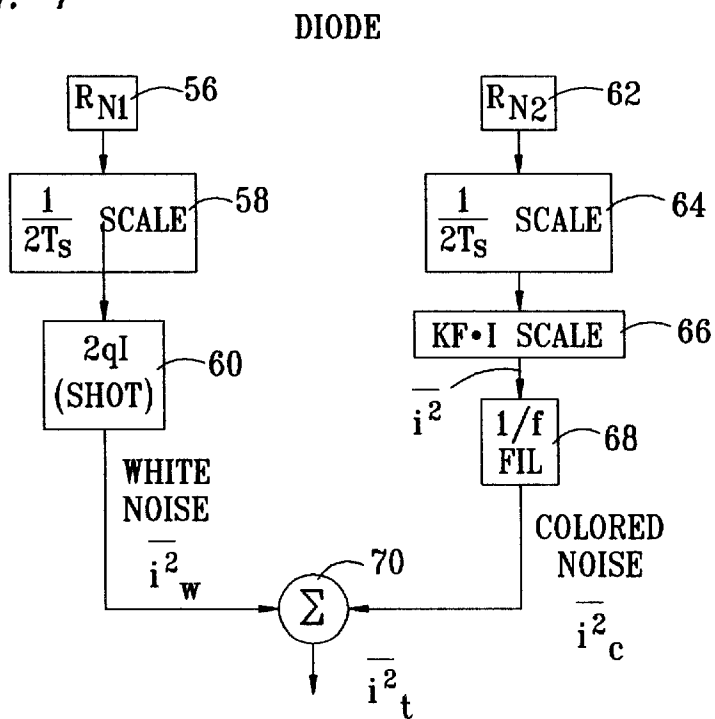 DIODE
R_N1 56
R_N2 62
1/2T_S SCALE 58
1/2T_S SCALE 64
2qI
(SHOT) 60
KF•I SCALE 66
i²
1/f
FIL 68
WHITE
NOISE
i²_w
COLORED
NOISE
i²_c
70
Σ
i²_t